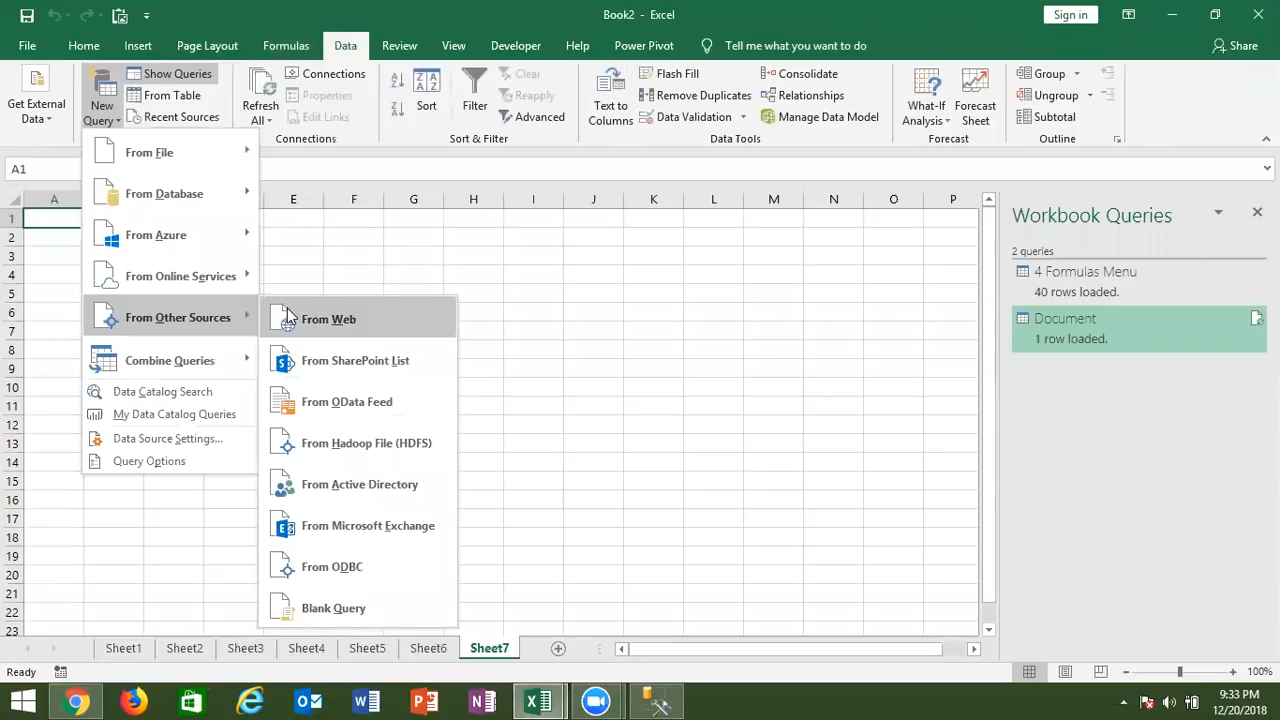 Book2 - Excel
Sign in
File
Home
Insert
Page Layout
Formulas
Data
Review
View
Developer
Help
Power Pivot
Tell me what you want to do
Share
Get External
Data
New
Query
Show Queries
From Table
Recent Sources
Refresh
All
Connections
Properties
Edit Links
Connections
Sort
Filter
Clear
Reapply
Advanced
Sort & Filter
Text to
Columns
Flash Fill
Remove Duplicates
Data Validation
Consolidate
Relationships
Manage Data Model
Data Tools
What-If
Analysis
Forecast
Sheet
Forecast
Group
Ungroup
Subtotal
Outline
A1
From File
From Database
From Azure
From Online Services
From Other Sources
Combine Queries
Data Catalog Search
My Data Catalog Queries
Data Source Settings...
Query Options
From Web
From SharePoint List
From OData Feed
From Hadoop File (HDFS)
From Active Directory
From Microsoft Exchange
From ODBC
Blank Query
A E F G H I J K L M N O P
1
2
3
4
5
6
7
8
9
10
11
12
13
14
15
16
17
18
19
20
21
22
23
Workbook Queries
2 queries
4 Formulas Menu
40 rows loaded.
Document
1 row loaded.
Sheet1
Sheet2
Sheet3
Sheet4
Sheet5
Sheet6
Sheet7
Ready
100%
9:33 PM
12/20/2018